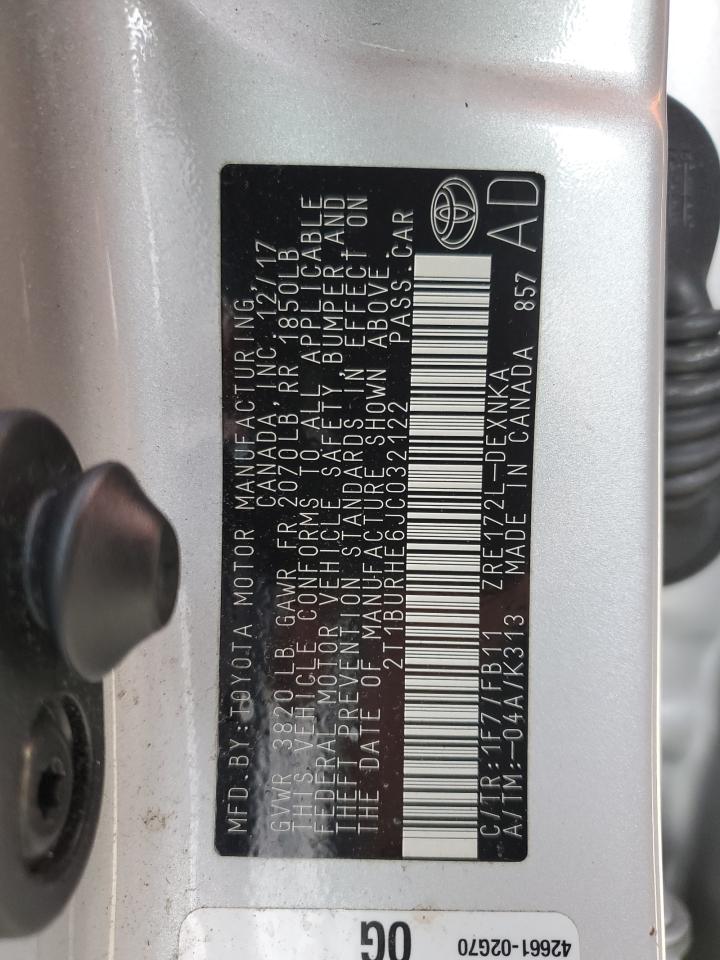 MFD.BY:TOYOTA MOTOR MANUFACTURING
CANADA,INC. 12/17
GVWR 3820LB GAWR FR 2070LB,RR 1850LB
THIS VEHICLE CONFORMS TO ALL APPLICABLE
FEDERAL MOTOR VEHICLE SAFETY, BUMPER,AND
THEFT PREVENTION STANDARDS IN EFFECT ON
THE DATE OF MANUFACTURE SHOWN ABOVE.
2T1BURHE6JC032122 PASS.CAR
C/TR:1F7/FB11 ZRE172L-DEXNKA
A/TM:-04A/K313 MADE IN CANADA 857 AD
42661-02G70
0G